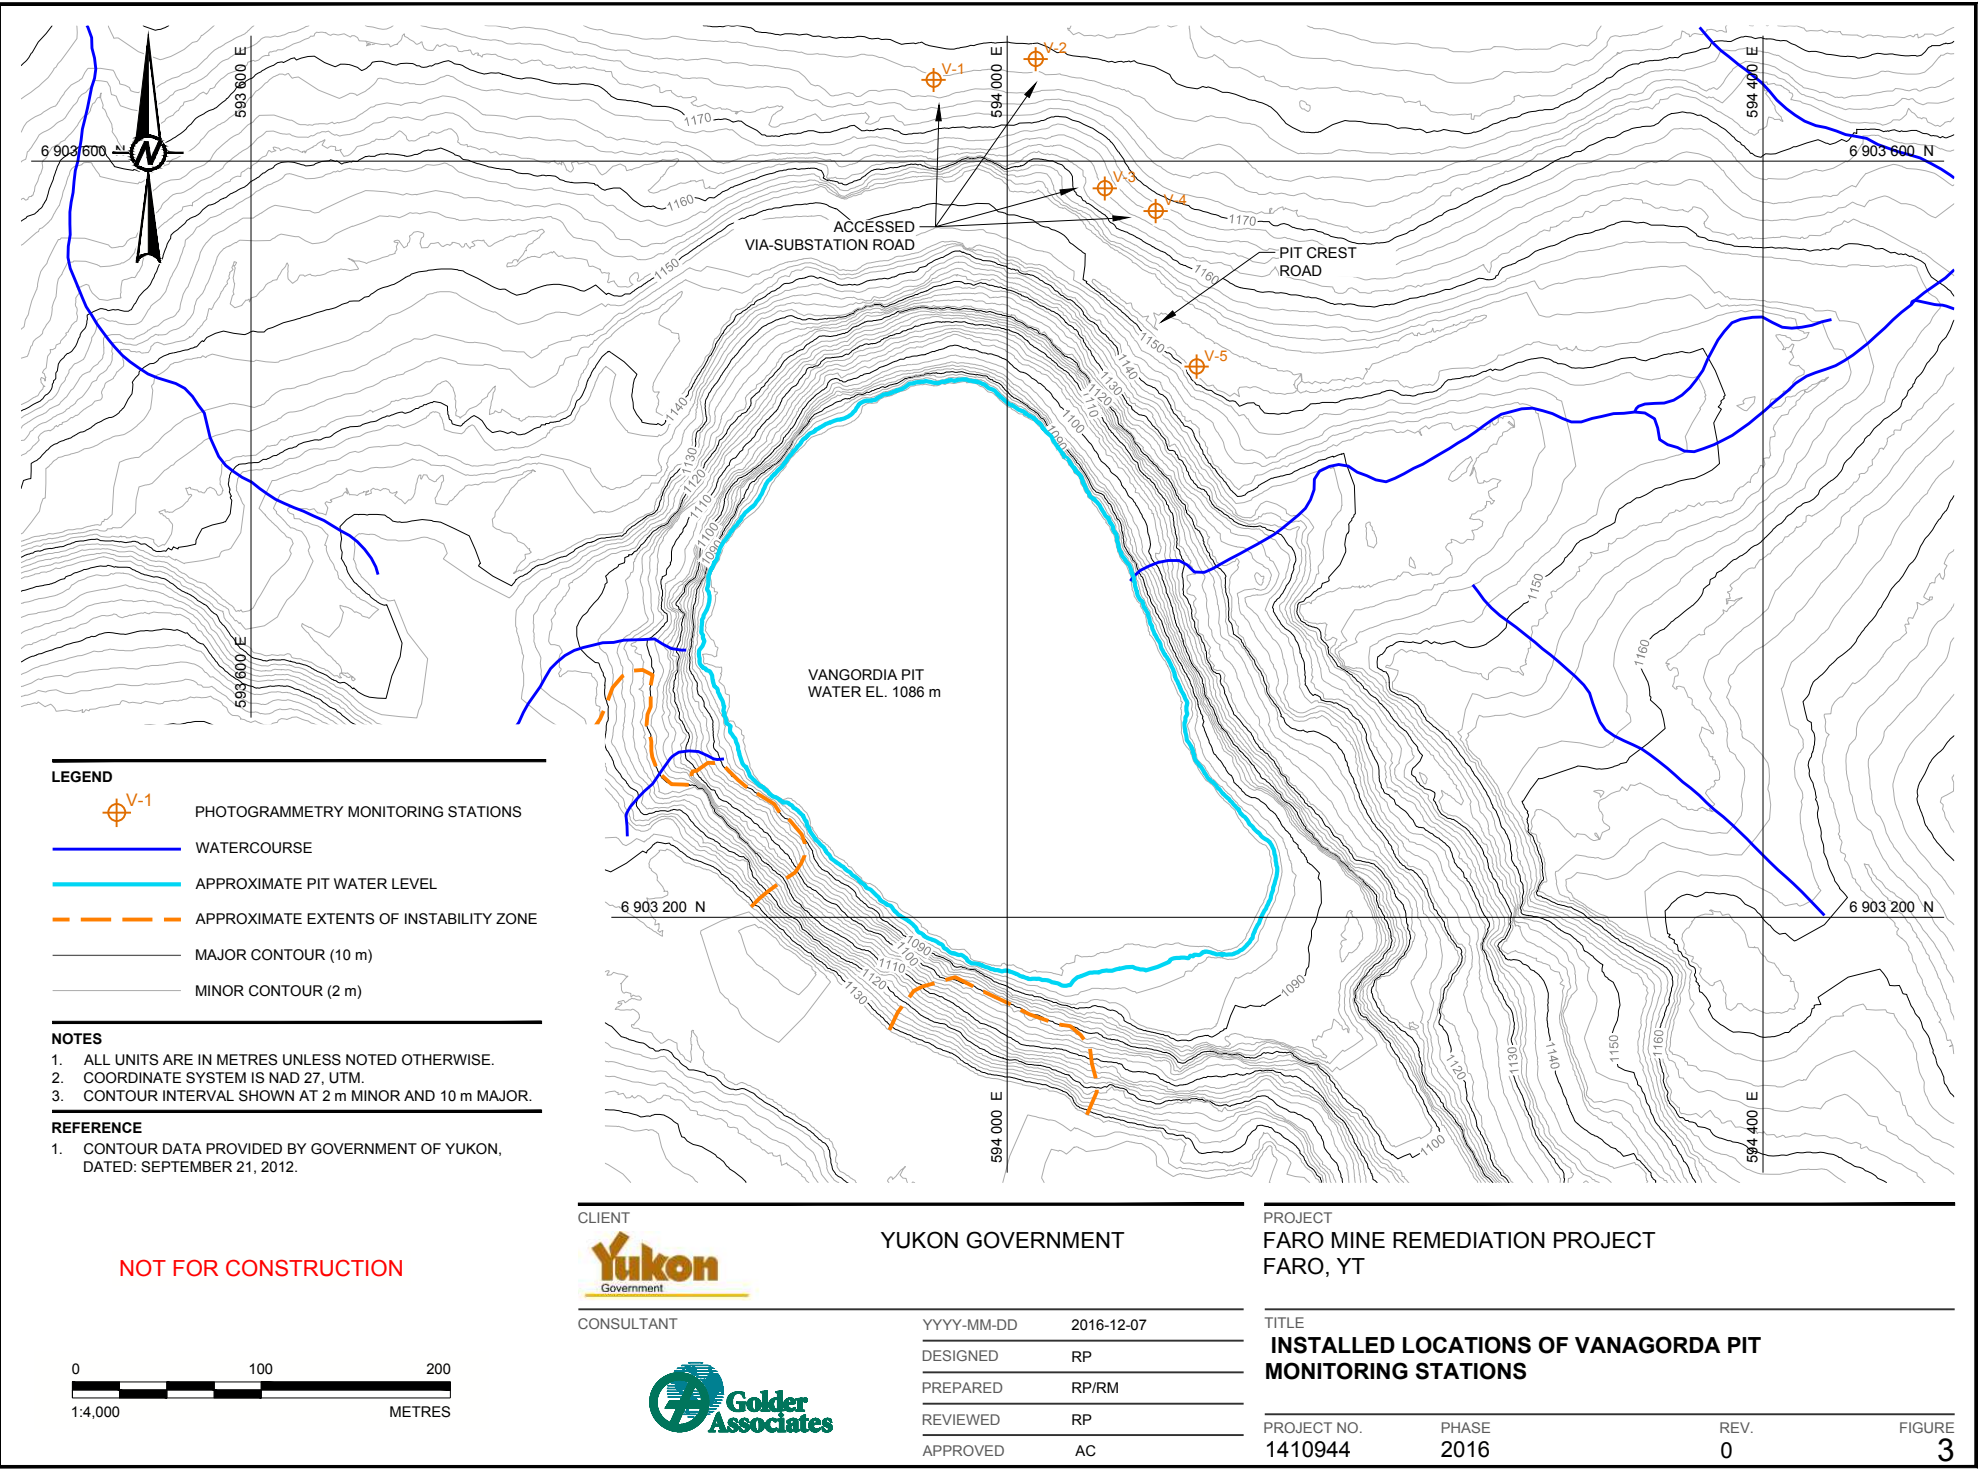 593 600 E
594 000 E
594 400 E
V-1
V-2
V-3
V-4
V-5
6 903 600 N
N
6 903 600 N
1170
1160
1150
1140
1170
1160
1150
ACCESSED
VIA-SUBSTATION ROAD
PIT CREST
ROAD
1140
1130
1120
1170
1100
1090
1130
1120
1110
1100
1090
1150
1160
593 600 E
VANGORDIA PIT
WATER EL. 1086 m
6 903 200 N
6 903 200 N
1090
1100
1110
1120
1130
1090
1120
1130
1140
1150
1160
1100
594 000 E
594 400 E
LEGEND
V-1
PHOTOGRAMMETRY MONITORING STATIONS
WATERCOURSE
APPROXIMATE PIT WATER LEVEL
APPROXIMATE EXTENTS OF INSTABILITY ZONE
MAJOR CONTOUR (10 m)
MINOR CONTOUR (2 m)
NOTES
1. ALL UNITS ARE IN METRES UNLESS NOTED OTHERWISE.
2. COORDINATE SYSTEM IS NAD 27, UTM.
3. CONTOUR INTERVAL SHOWN AT 2 m MINOR AND 10 m MAJOR.
REFERENCE
1. CONTOUR DATA PROVIDED BY GOVERNMENT OF YUKON,
DATED: SEPTEMBER 21, 2012.
NOT FOR CONSTRUCTION
0 100 200
1:4,000 METRES
CLIENT
Yukon
Government
YUKON GOVERNMENT
PROJECT
FARO MINE REMEDIATION PROJECT
FARO, YT
CONSULTANT
Golder
Associates
YYYY-MM-DD 2016-12-07
DESIGNED RP
PREPARED RP/RM
REVIEWED RP
APPROVED AC
TITLE
INSTALLED LOCATIONS OF VANAGORDA PIT
MONITORING STATIONS
PROJECT NO. PHASE REV. FIGURE
1410944 2016 0 3